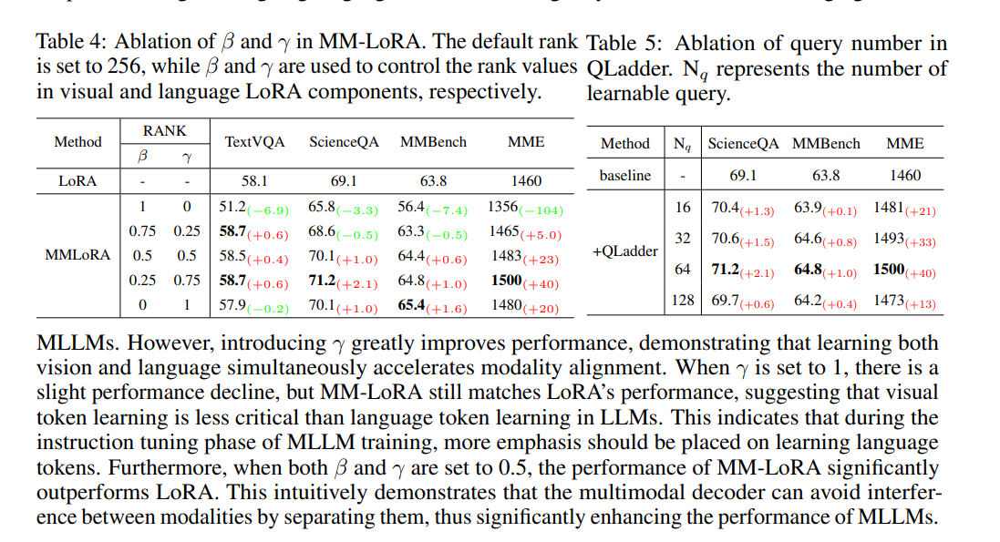 Table 4: Ablation of β and γ in MM-LoRA. The default rank
is set to 256, while β and γ are used to control the rank values
in visual and language LoRA components, respectively.
Method RANK TextVQA ScienceQA MMBench MME
β γ
LoRA - - 58.1 69.1 63.8 1460
MMLoRA
1 0 51.2(−6.9) 65.8(−3.3) 56.4(−7.4) 1356(−104)
0.75 0.25 58.7(+0.6) 68.6(−0.5) 63.3(−0.5) 1465(+5.0)
0.5 0.5 58.5(+0.4) 70.1(+1.0) 64.4(+0.6) 1483(+23)
0.25 0.75 58.7(+0.6) 71.2(+2.1) 64.8(+1.0) 1500(+40)
0 1 57.9(−0.2) 70.1(+1.0) 65.4(+1.6) 1480(+20)
Table 5: Ablation of query number in
QLadder. Nq represents the number of
learnable query.
Method Nq ScienceQA MMBench MME
baseline - 69.1 63.8 1460
+QLadder
16 70.4(+1.3) 63.9(+0.1) 1481(+21)
32 70.6(+1.5) 64.6(+0.8) 1493(+33)
64 71.2(+2.1) 64.8(+1.0) 1500(+40)
128 69.7(+0.6) 64.2(+0.4) 1473(+13)
MLLMs. However, introducing γ greatly improves performance, demonstrating that learning both
vision and language simultaneously accelerates modality alignment. When γ is set to 1, there is a
slight performance decline, but MM-LoRA still matches LoRA's performance, suggesting that visual
token learning is less critical than language token learning in LLMs. This indicates that during the
instruction tuning phase of MLLM training, more emphasis should be placed on learning language
tokens. Furthermore, when both β and γ are set to 0.5, the performance of MM-LoRA significantly
outperforms LoRA. This intuitively demonstrates that the multimodal decoder can avoid interfer-
ence between modalities by separating them, thus significantly enhancing the performance of MLLMs.